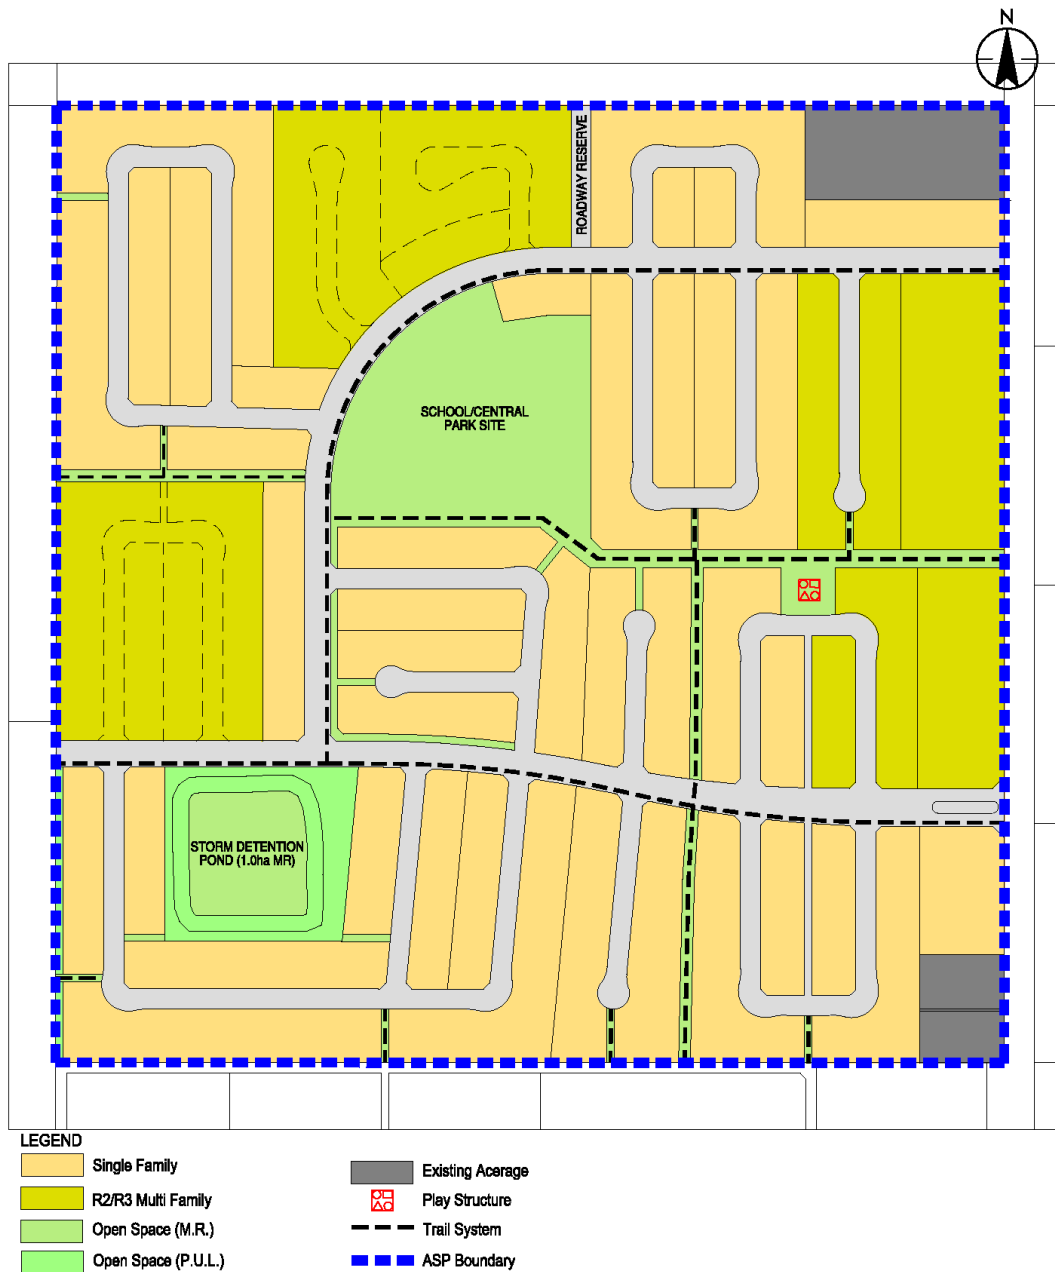 N
ROADWAY RESERVE
SCHOOL/CENTRAL
PARK SITE
STORM DETENTION
POND (1.0ha MR)
LEGEND
Single Family
R2/R3 Multi Family
Open Space (M.R.)
Open Space (P.U.L.)
Existing Acerage
Play Structure
Trail System
ASP Boundary